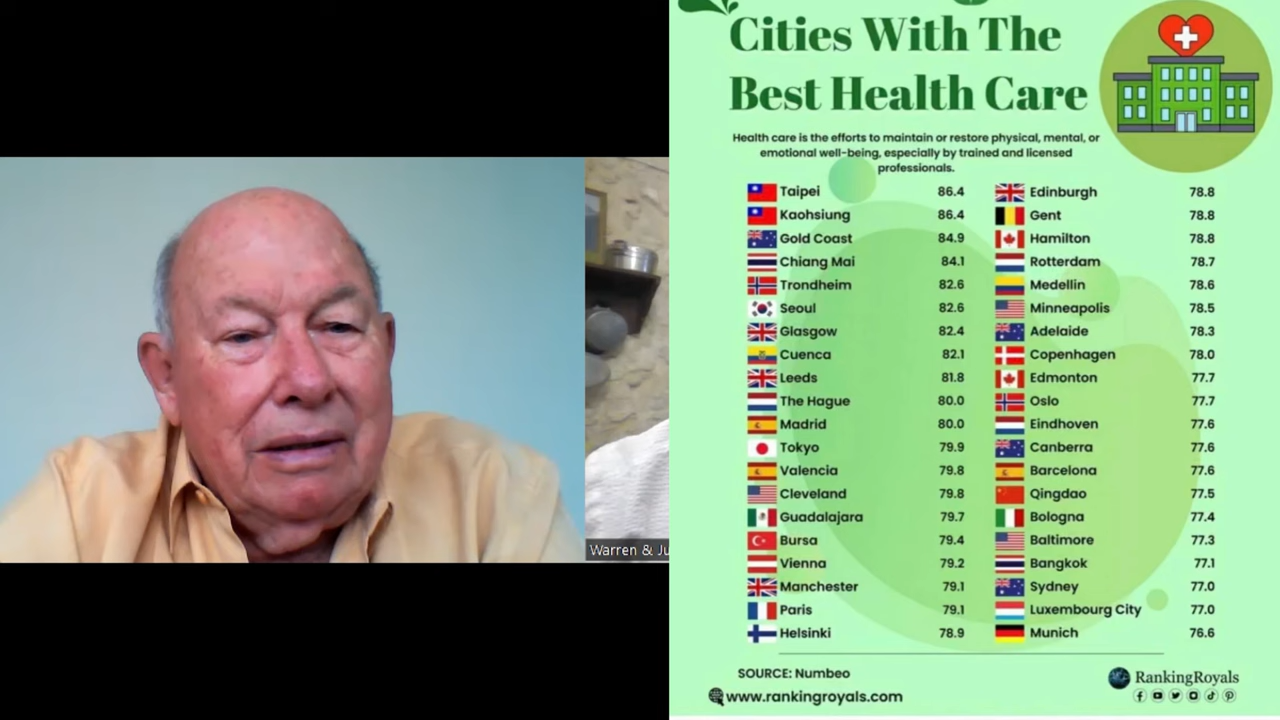 Cities With The
Best Health Care
Health care is the efforts to maintain or restore physical, mental, or
emotional well-being, especially by trained and licensed
professionals.
Taipei 86.4
Kaohsiung 86.4
Gold Coast 84.9
Chiang Mai 84.1
Trondheim 82.6
Seoul 82.6
Glasgow 82.4
Cuenca 82.1
Leeds 81.8
The Hague 80.0
Madrid 80.0
Tokyo 79.9
Valencia 79.8
Cleveland 79.8
Guadalajara 79.7
Bursa 79.4
Vienna 79.2
Manchester 79.1
Paris 79.1
Helsinki 78.9
Edinburgh 78.8
Gent 78.8
Hamilton 78.8
Rotterdam 78.7
Medellin 78.6
Minneapolis 78.5
Adelaide 78.3
Copenhagen 78.0
Edmonton 77.7
Oslo 77.7
Eindhoven 77.6
Canberra 77.6
Barcelona 77.6
Qingdao 77.5
Bologna 77.4
Baltimore 77.3
Bangkok 77.1
Sydney 77.0
Luxembourg City 77.0
Munich 76.6
SOURCE: Numbeo
www.rankingroyals.com
RankingRoyals
Warren & Ju